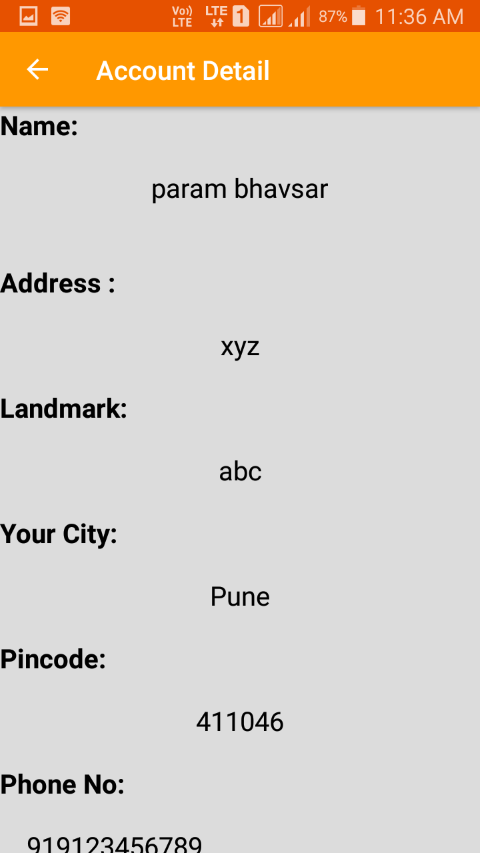 Vo)) LTE LTE 1 87% 11:36 AM
Account Detail
Name:
param bhavsar
Address :
xyz
Landmark:
abc
Your City:
Pune
Pincode:
411046
Phone No:
919123456789